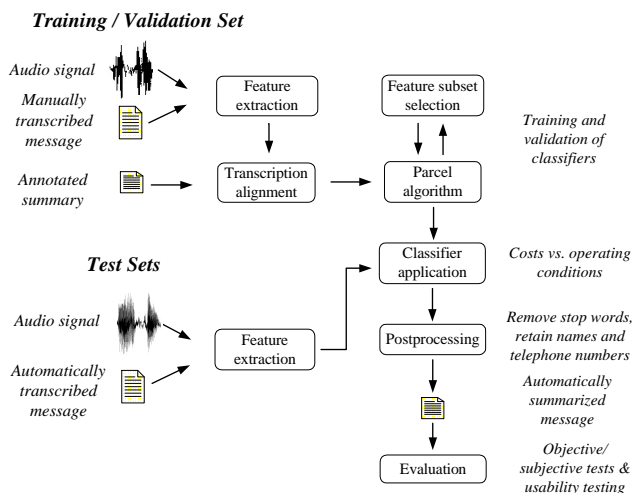 Training / Validation Set
Audio signal
Manually
transcribed
message
Annotated
summary
Feature
extraction
Transcription
alignment
Feature subset
selection
Parcel
algorithm
Training and
validation of
classifiers
Test Sets
Audio signal
Automatically
transcribed
message
Feature
extraction
Classifier
application
Costs vs. operating
conditions
Postprocessing
Remove stop words,
retain names and
telephone numbers
Automatically
summarized
message
Evaluation
Objective/
subjective tests &
usability testing